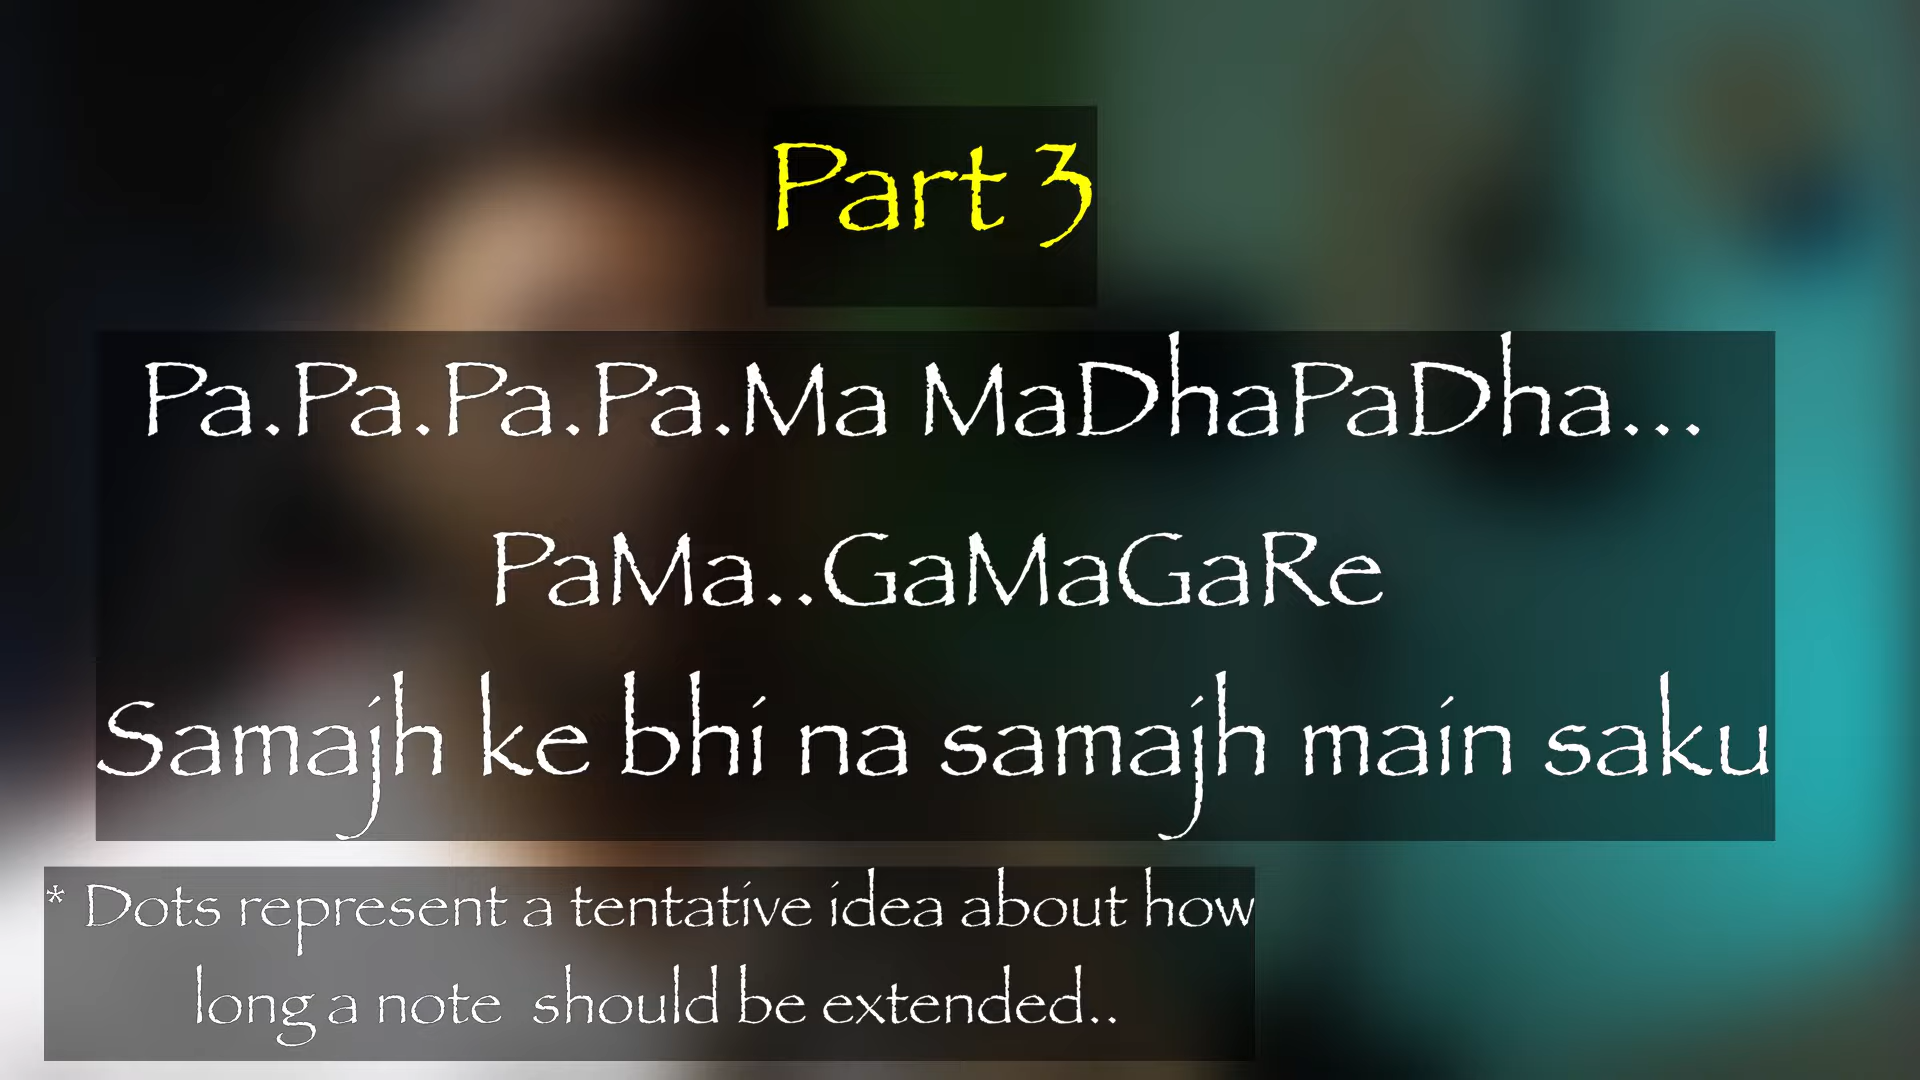 Part 3
Pa.Pa.Pa.Pa.Ma MaDhaPaDha...
PaMa..GaMaGaRe
Samajh ke bhi na samajh main saku
* Dots represent a tentative idea about how
long a note  should be extended..